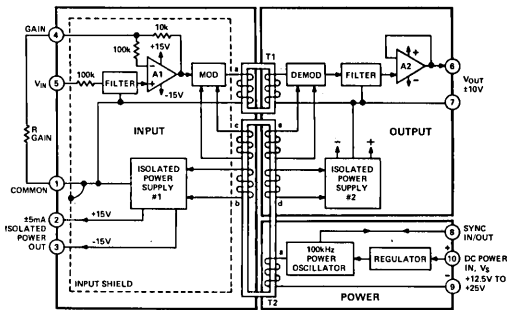 GAIN
4
10k
100k
+15V
A1
-15V
VIN
5
100k
FILTER
+
MOD
a
T1
DEMOD
FILTER
A2
+
6
VOUT
±10V
7
R
GAIN
INPUT
OUTPUT
c
e
COMMON
1
ISOLATED
POWER
SUPPLY
#1
b
d
ISOLATED
POWER
SUPPLY
#2
±5mA
ISOLATED
POWER
OUT
2
+15V
3
-15V
INPUT SHIELD
T2
a
100kHz
POWER
OSCILLATOR
REGULATOR
POWER
8
SYNC
IN/OUT
+
10
DC POWER
IN, VS
9
+12.5V TO
+25V